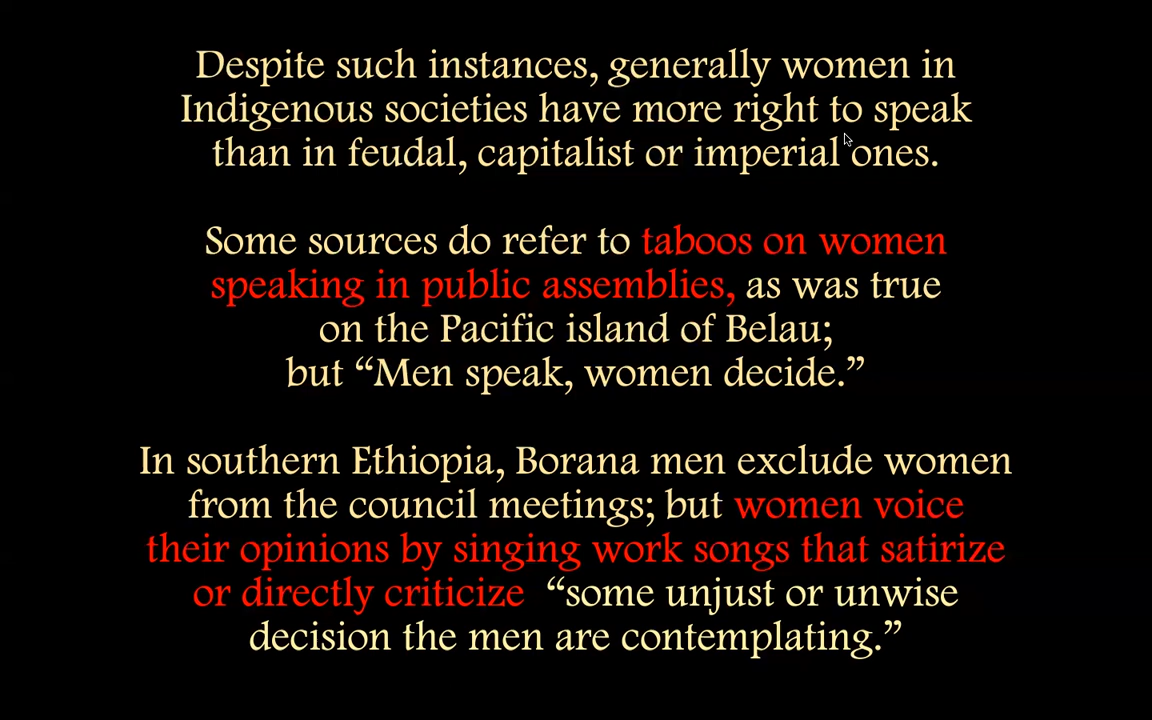 Despite such instances, generally women in
Indigenous societies have more right to speak
than in feudal, capitalist or imperial ones.
Some sources do refer to taboos on women
speaking in public assemblies, as was true
on the Pacific island of Belau;
but “Men speak, women decide.”
In southern Ethiopia, Borana men exclude women
from the council meetings; but women voice
their opinions by singing work songs that satirize
or directly criticize “some unjust or unwise
decision the men are contemplating.”